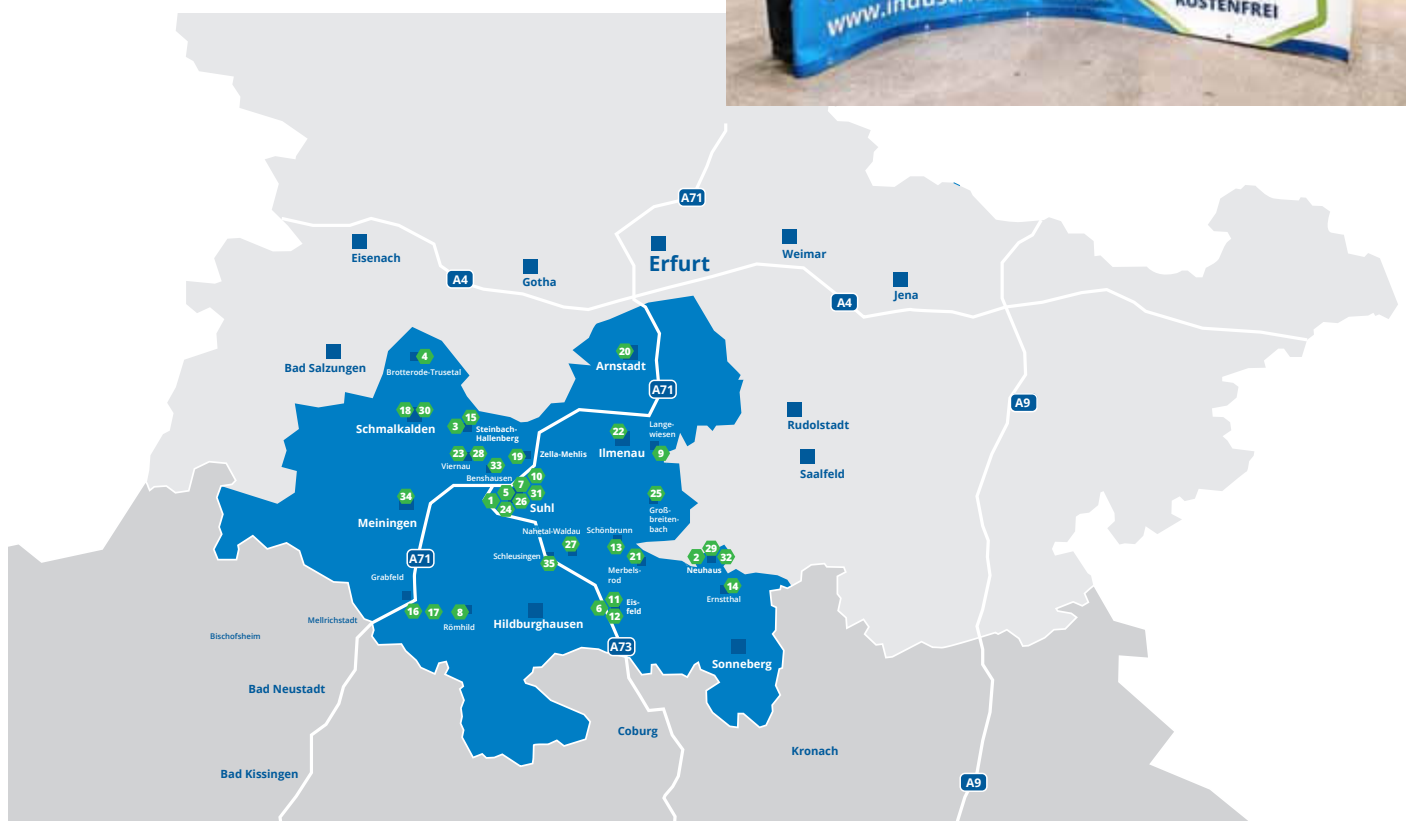 www.industri
KOSTENFREI
A71
Eisenach
Gotha
Erfurt
Weimar
Jena
A4
A4
Bad Salzungen
4
Brotterode-Trusetal
20
Arnstadt
A71
A9
Rudolstadt
Saalfeld
18
30
Schmalkalden
15
3
Steinbach-
Hallenberg
22
Ilmenau
Lange-
wiesen
9
23
28
Viernau
33
Benshausen
19
Zella-Mehlis
10
7
5
31
1
26
24
Suhl
34
Meiningen
25
Groß-
breiten-
bach
Nahetal-Waldau
27
Schönbrunn
13
21
Merbels-
rod
Schleusingen
35
29
2
32
Neuhaus
14
Ernstthal
A71
Grabfeld
16
17
8
Römhild
Mellrichstadt
Bischofsheim
Hildburghausen
11
6
12
Eis-
feld
A73
Sonneberg
Bad Neustadt
Coburg
Kronach
Bad Kissingen
A9